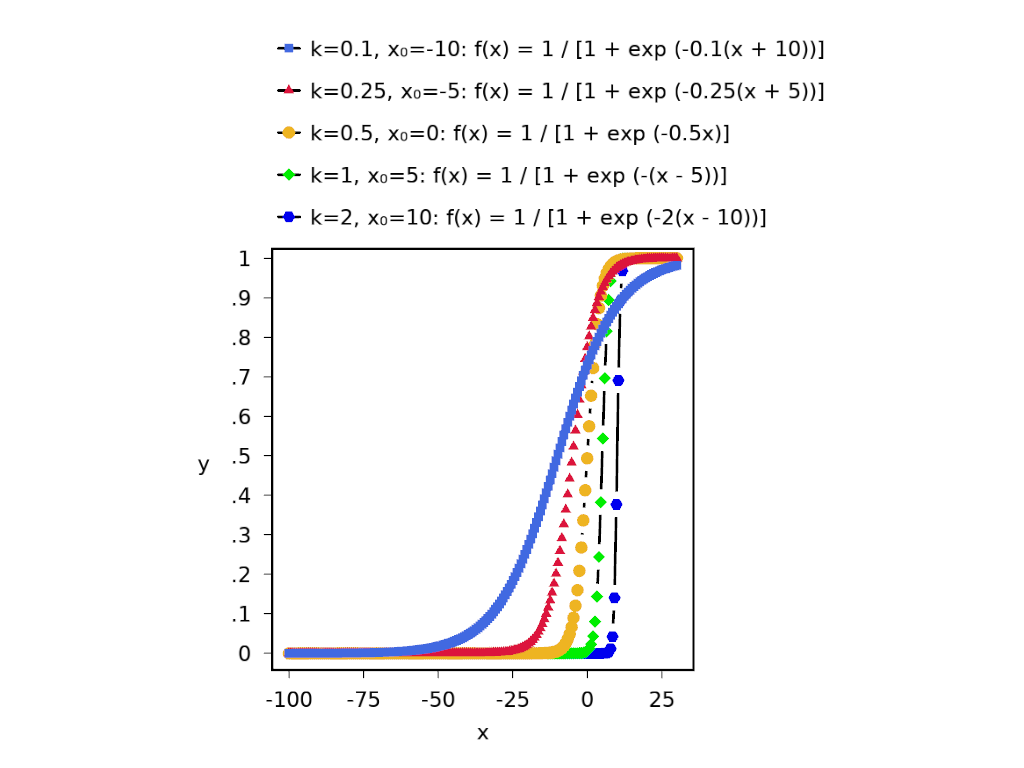 k=0.1, x₀=-10: f(x) = 1 / [1 + exp (-0.1(x + 10))]
k=0.25, x₀=-5: f(x) = 1 / [1 + exp (-0.25(x + 5))]
k=0.5, x₀=0: f(x) = 1 / [1 + exp (-0.5x)]
k=1, x₀=5: f(x) = 1 / [1 + exp (-(x - 5))]
k=2, x₀=10: f(x) = 1 / [1 + exp (-2(x - 10))]
1
.9
.8
.7
.6
.5
y
.4
.3
.2
.1
0
-100 -75 -50 -25 0 25
x